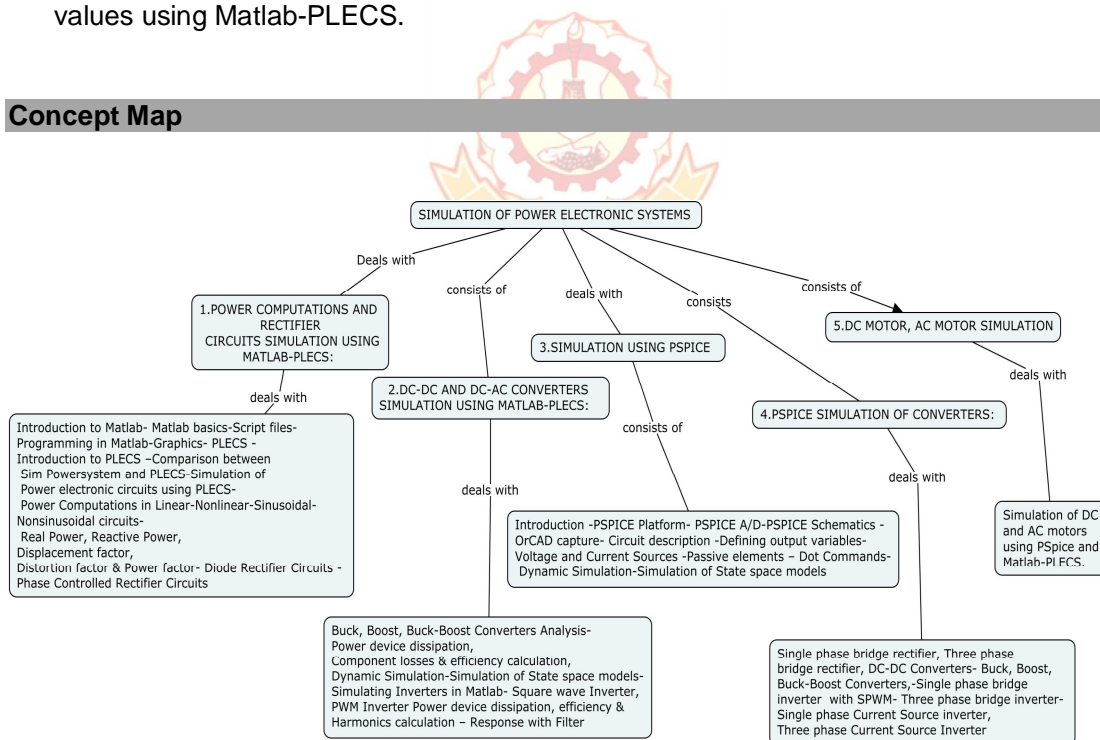 values using Matlab-PLECS.
Concept Map
SIMULATION OF POWER ELECTRONIC SYSTEMS
Deals with
consists of
deals with
consists
consists of
1.POWER COMPUTATIONS AND
RECTIFIER
CIRCUITS SIMULATION USING
MATLAB-PLECS:
deals with
Introduction to Matlab- Matlab basics-Script files-
Programming in Matlab-Graphics- PLECS -
Introduction to PLECS –Comparison between
Sim Powersystem and PLECS-Simulation of
Power electronic circuits using PLECS-
Power Computations in Linear-Nonlinear-Sinusoidal-
Nonsinusoidal circuits-
Real Power, Reactive Power,
Displacement factor,
Distortion factor & Power factor- Diode Rectifier Circuits -
Phase Controlled Rectifier Circuits
2.DC-DC AND DC-AC CONVERTERS
SIMULATION USING MATLAB-PLECS:
deals with
Buck, Boost, Buck-Boost Converters Analysis-
Power device dissipation,
Component losses & efficiency calculation,
Dynamic Simulation-Simulation of State space models-
Simulating Inverters in Matlab- Square wave Inverter,
PWM Inverter Power device dissipation, efficiency &
Harmonics calculation – Response with Filter
3.SIMULATION USING PSPICE
consists of
Introduction -PSPICE Platform- PSPICE A/D-PSPICE Schematics -
OrCAD capture- Circuit description -Defining output variables-
Voltage and Current Sources -Passive elements – Dot Commands-
Dynamic Simulation-Simulation of State space models
4.PSPICE SIMULATION OF CONVERTERS:
deals with
Single phase bridge rectifier, Three phase
bridge rectifier, DC-DC Converters- Buck, Boost,
Buck-Boost Converters,-Single phase bridge
inverter with SPWM- Three phase bridge inverter-
Single phase Current Source inverter,
Three phase Current Source Inverter
5.DC MOTOR, AC MOTOR SIMULATION
deals with
Simulation of DC
and AC motors
using PSpice and
Matlab-PLECS.